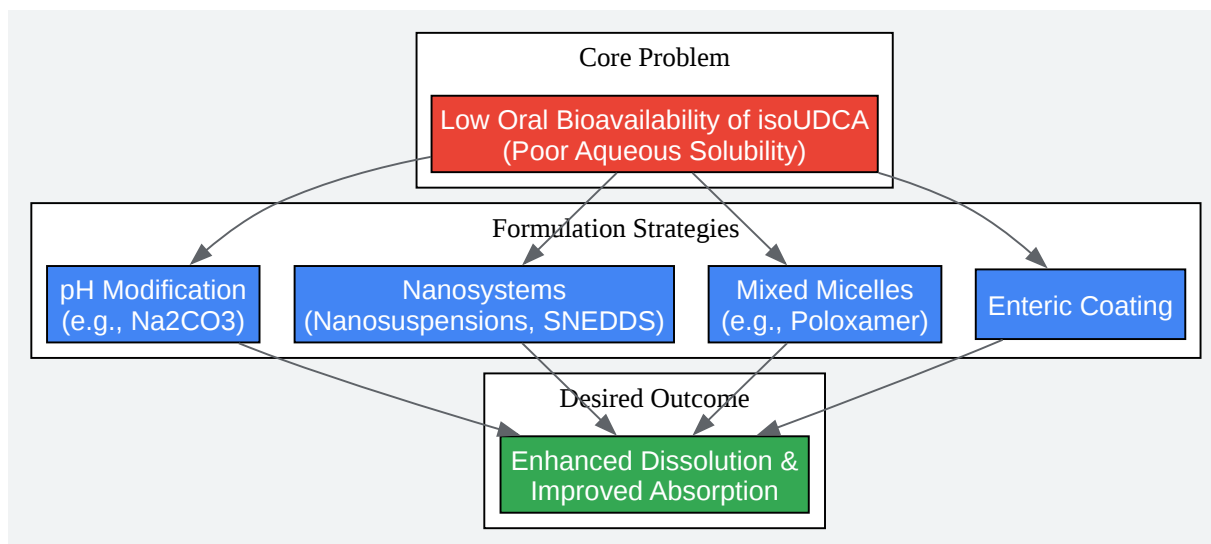 Core Problem
Low Oral Bioavailability of isoUDCA
(Poor Aqueous Solubility)
Formulation Strategies
pH Modification
(e.g., Na2CO3)
Nanosystems
(Nanosuspensions, SNEDDS)
Mixed Micelles
(e.g., Poloxamer)
Enteric Coating
Desired Outcome
Enhanced Dissolution &
Improved Absorption